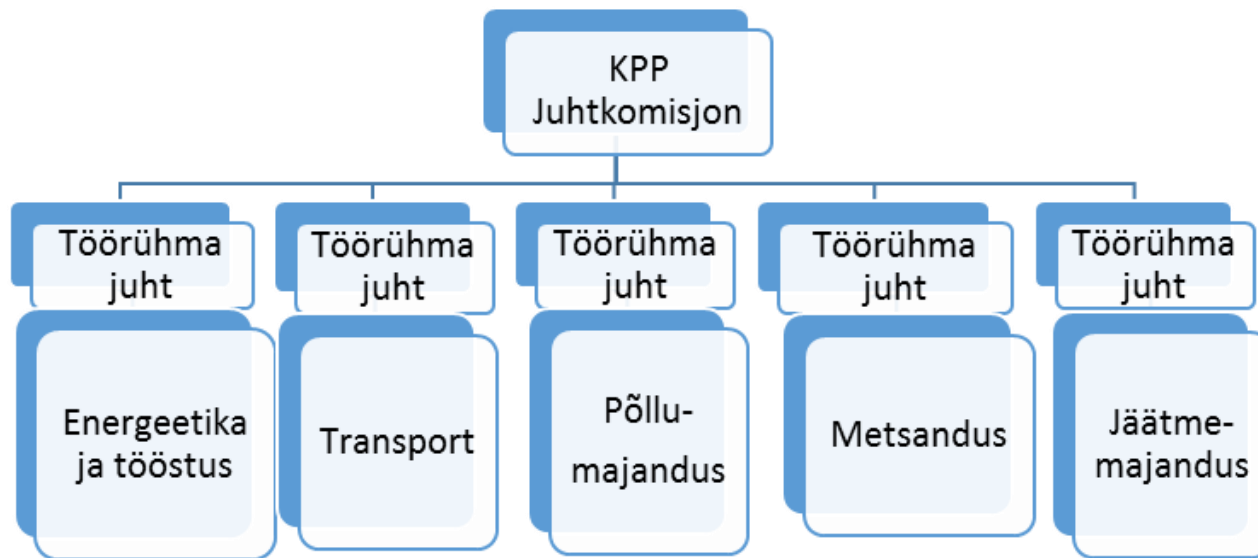 KPP
Juhtkomisjon
Töörühma
juht
Töörühma
juht
Töörühma
juht
Töörühma
juht
Töörühma
juht
Energeetika
ja tööstus
Transport
Põllu-
majandus
Metsandus
Jäätme-
majandus